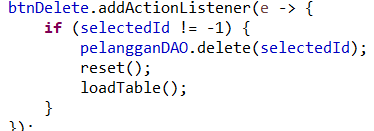 btnDelete.addActionListener(e -> {
    if (selectedId != -1) {
        pelangganDAO.delete(selectedId);
        reset();
        loadTable();
    }
});